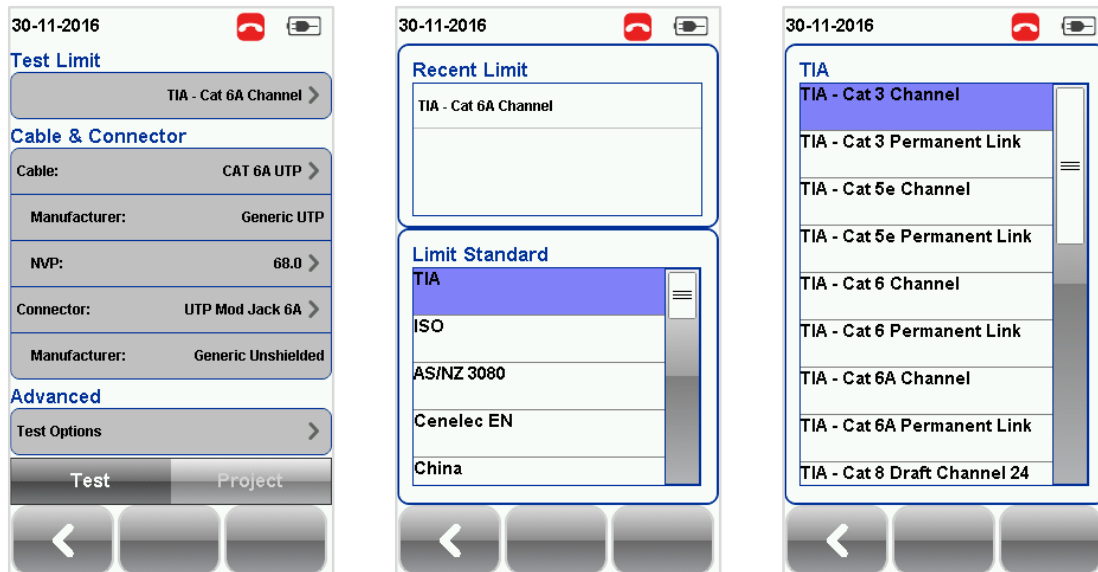 30-11-2016
Test Limit
TIA - Cat 6A Channel
Cable & Connector
Cable: CAT 6A UTP
Manufacturer: Generic UTP
NVP: 68.0
Connector: UTP Mod Jack 6A
Manufacturer: Generic Unshielded
Advanced
Test Options
Test Project
30-11-2016
Recent Limit
TIA - Cat 6A Channel
Limit Standard
TIA
ISO
AS/NZ 3080
Cenelec EN
China
30-11-2016
TIA
TIA - Cat 3 Channel
TIA - Cat 3 Permanent Link
TIA - Cat 5e Channel
TIA - Cat 5e Permanent Link
TIA - Cat 6 Channel
TIA - Cat 6 Permanent Link
TIA - Cat 6A Channel
TIA - Cat 6A Permanent Link
TIA - Cat 8 Draft Channel 24